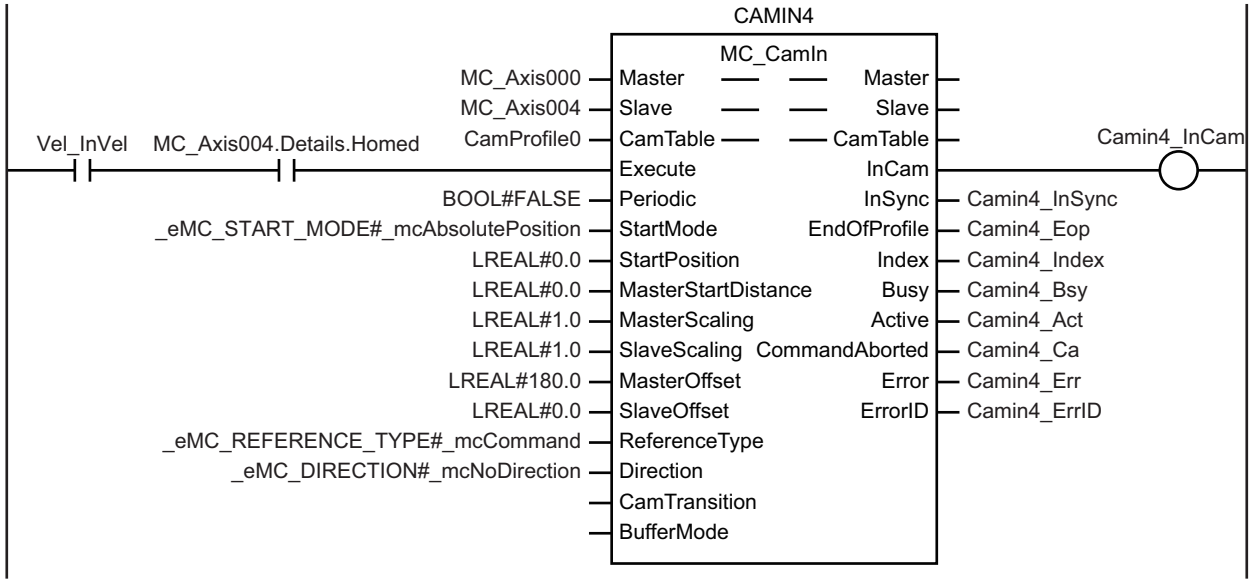 CAMIN4
MC_CamIn
MC_Axis000 Master Master
MC_Axis004 Slave Slave
Vel_InVel MC_Axis004.Details.Homed CamProfile0 CamTable CamTable Camin4_InCam
Execute InCam
BOOL#FALSE Periodic InSync Camin4_InSync
_eMC_START_MODE#_mcAbsolutePosition StartMode EndOfProfile Camin4_Eop
LREAL#0.0 StartPosition Index Camin4_Index
LREAL#0.0 MasterStartDistance Busy Camin4_Bsy
LREAL#1.0 MasterScaling Active Camin4_Act
LREAL#1.0 SlaveScaling CommandAborted Camin4_Ca
LREAL#180.0 MasterOffset Error Camin4_Err
LREAL#0.0 SlaveOffset ErrorID Camin4_ErrID
_eMC_REFERENCE_TYPE#_mcCommand ReferenceType
_eMC_DIRECTION#_mcNoDirection Direction
CamTransition
BufferMode